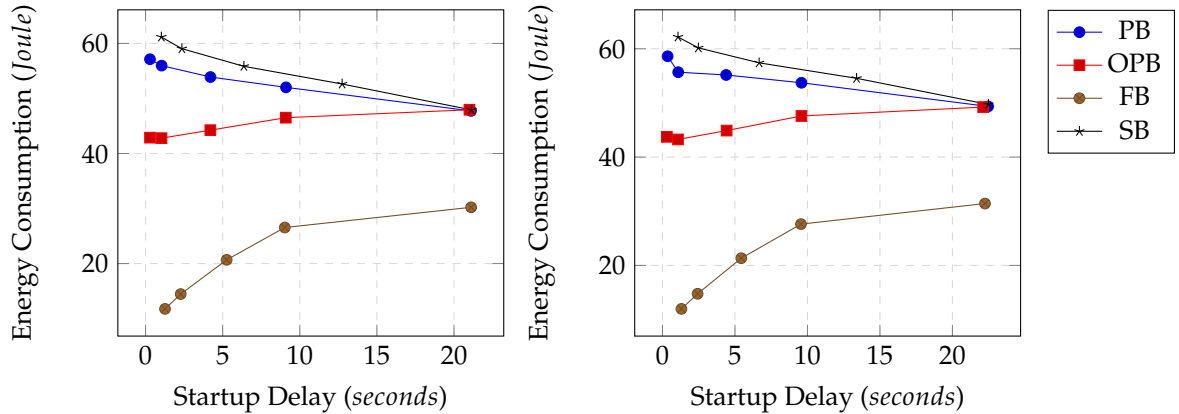 60
40
20
0 5 10 15 20
Energy Consumption (Joule)
Startup Delay (seconds)
60
40
20
0 5 10 15 20
Energy Consumption (Joule)
Startup Delay (seconds)
PB
OPB
FB
SB